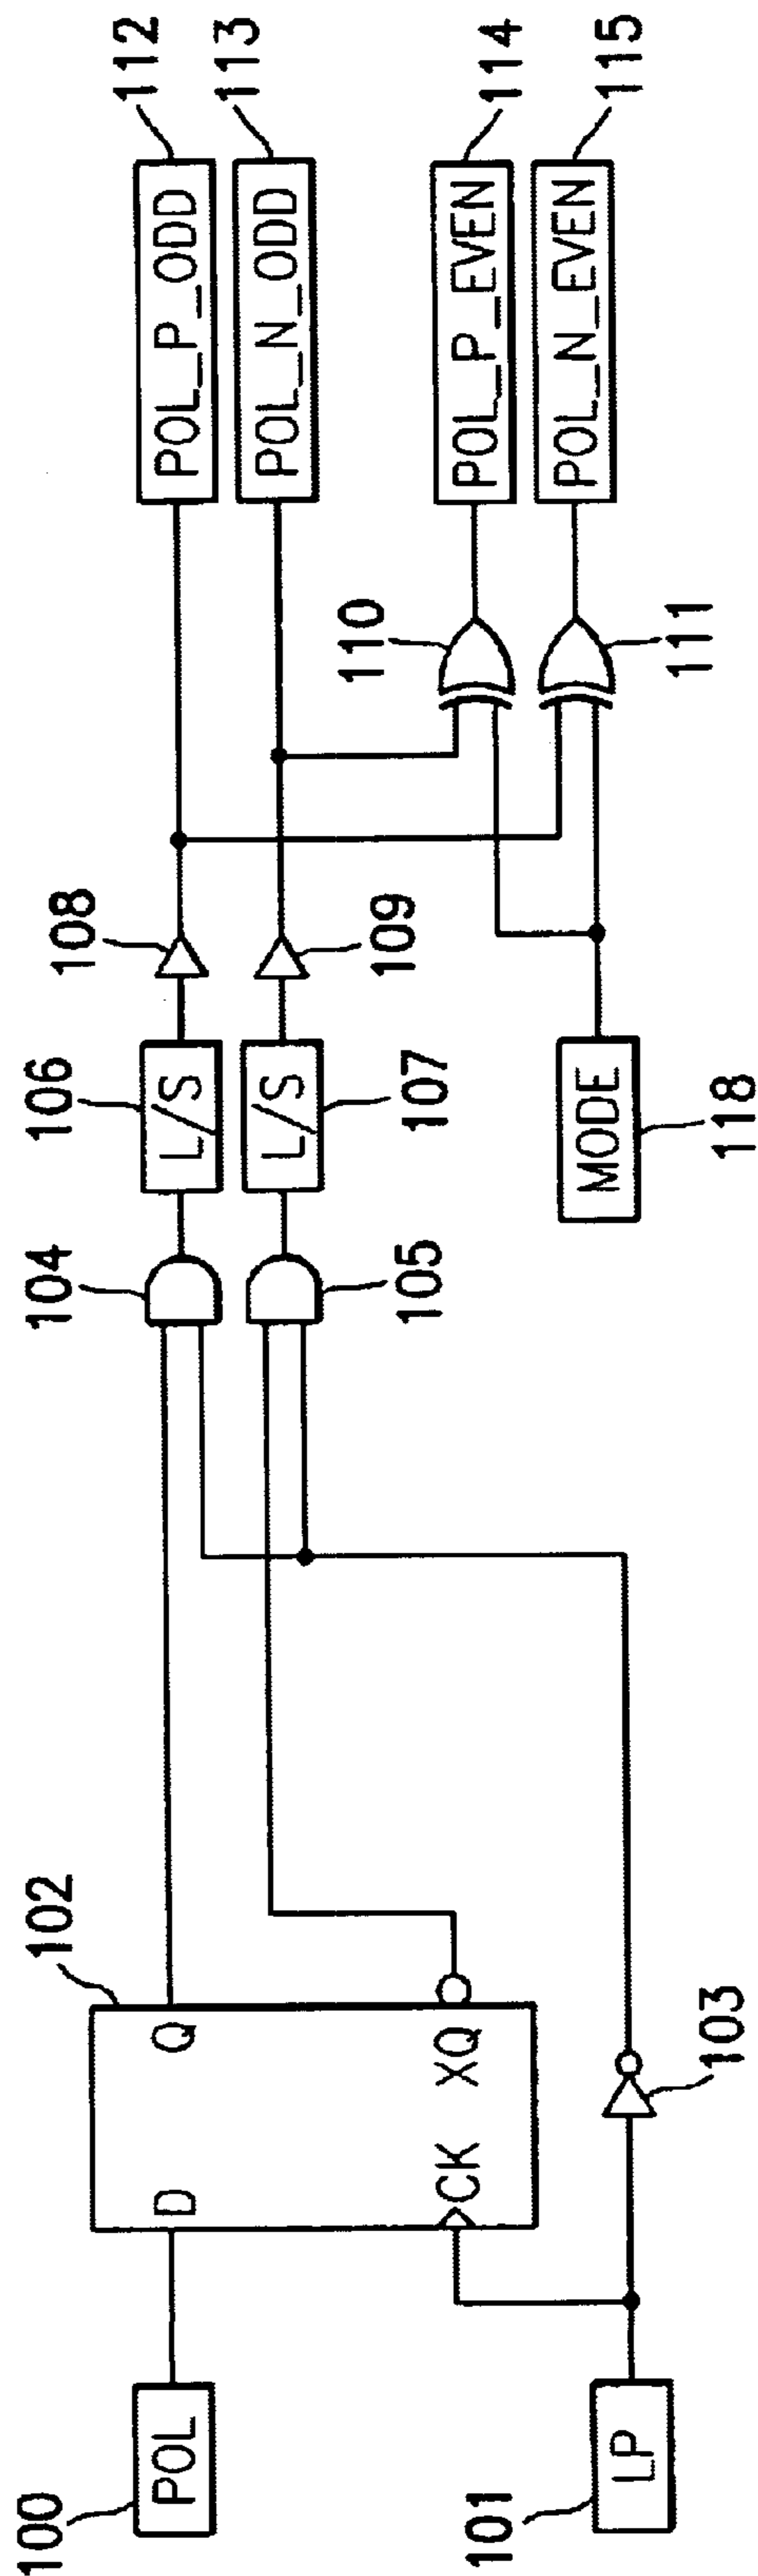 112
POL_P_ODD
113
POL_N_ODD
114
POL_P_EVEN
115
POL_N_EVEN
110
111
108
109
106
L/S
107
L/S
MODE
118
104
105
102
Q
XQ
D
CK
103
100
POL
101
LP